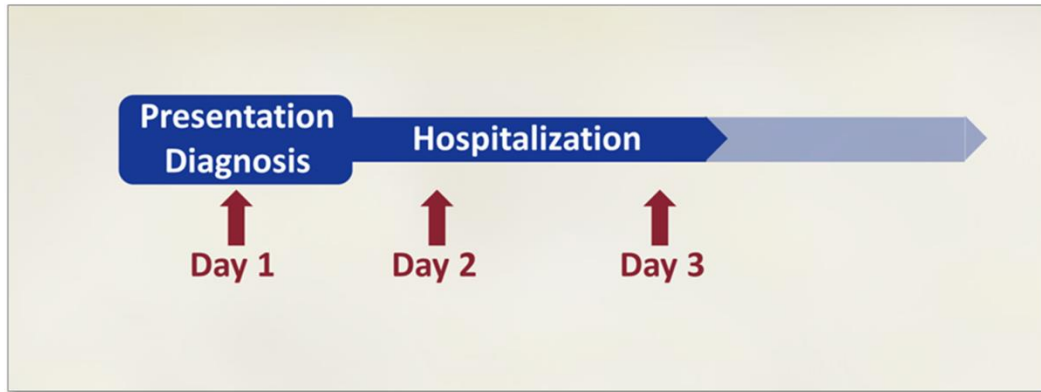 Presentation
Diagnosis
Hospitalization
Day 1
Day 2
Day 3